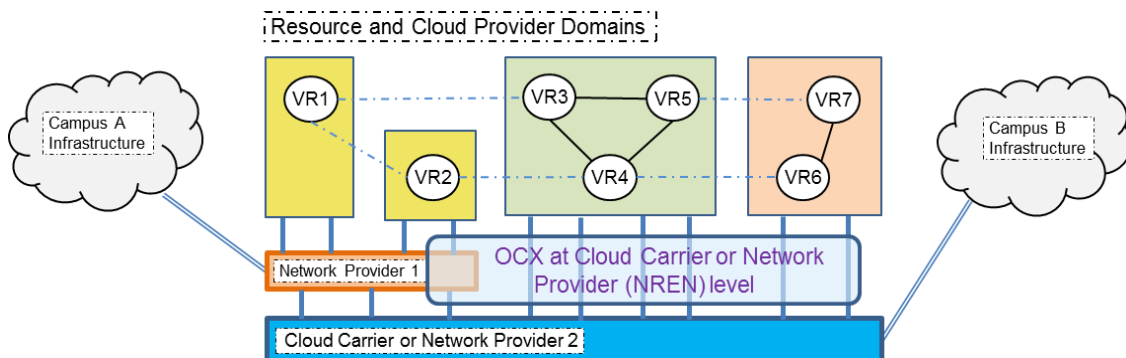 Resource and Cloud Provider Domains
VR1
VR3
VR5
VR7
Campus A
Infrastructure
Campus B
Infrastructure
VR2
VR4
VR6
Network Provider 1
OCX at Cloud Carrier or Network
Provider (NREN) level
Cloud Carrier or Network Provider 2